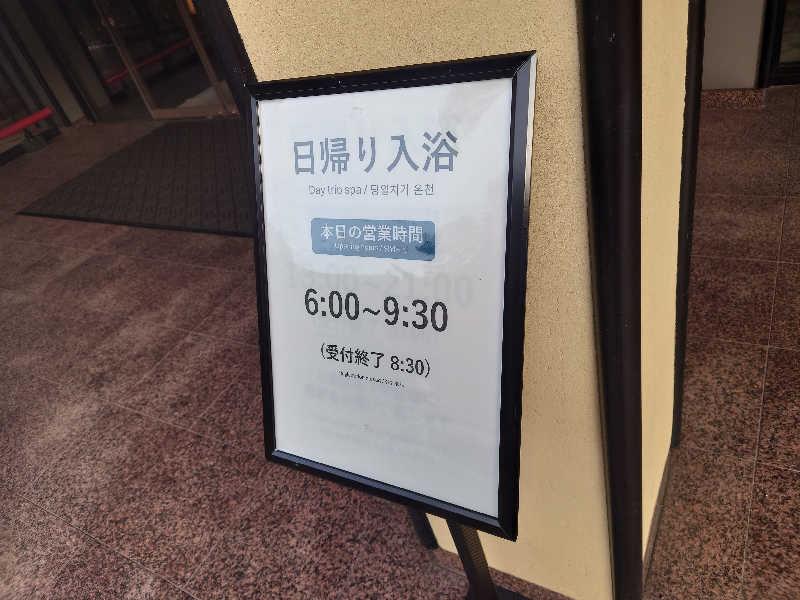 日帰り入浴
Day trip spa / 당일치기 온천
本日の営業時間
6:00~9:30
(受付終了 8:30)